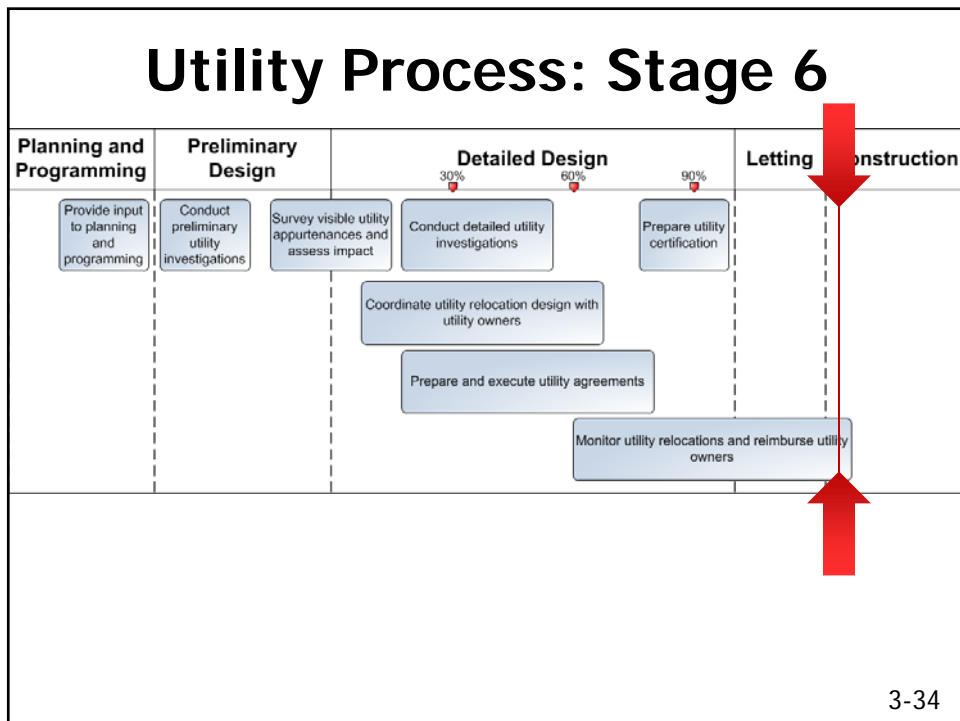 Utility Process: Stage 6
Planning and
Programming
Preliminary
Design
Detailed Design
Letting
onstruction
30%
60%
90%
Provide input
to planning
and
programming
Conduct
preliminary
utility
investigations
Survey visible utility
appurtenances and
assess impact
Conduct detailed utility
investigations
Prepare utility
certification
Coordinate utility relocation design with
utility owners
Prepare and execute utility agreements
Monitor utility relocations and reimburse utility
owners
3-34